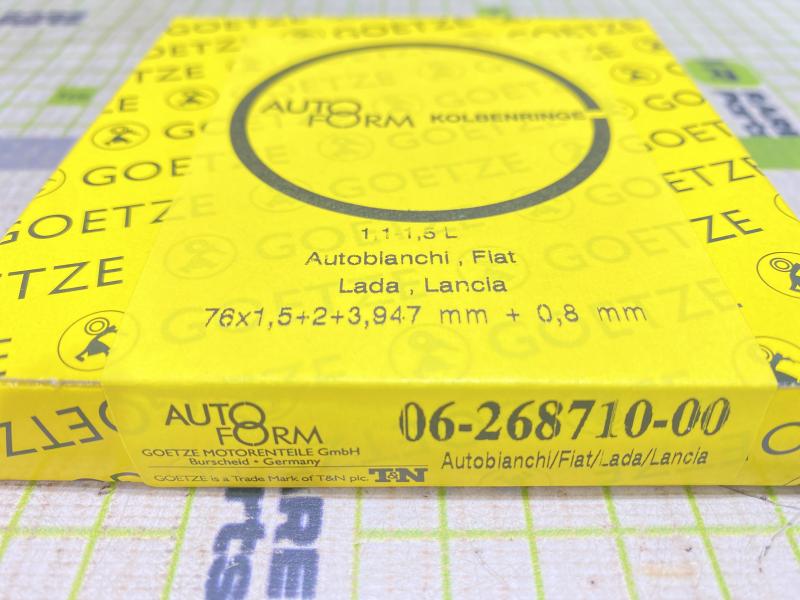 GOETZE
AUTO FORM KOLBENRINGE
1,1-1,5 L
Autobianchi , Fiat
Lada , Lancia
76x1,5+2+3,947 mm + 0,8 mm
AUTO FORM
GOETZE MOTORENTEILE GmbH
Burscheid • Germany
GOETZE is a Trade Mark of T&N plc.
T&N
06-268710-00
Autobianchi/Fiat/Lada/Lancia